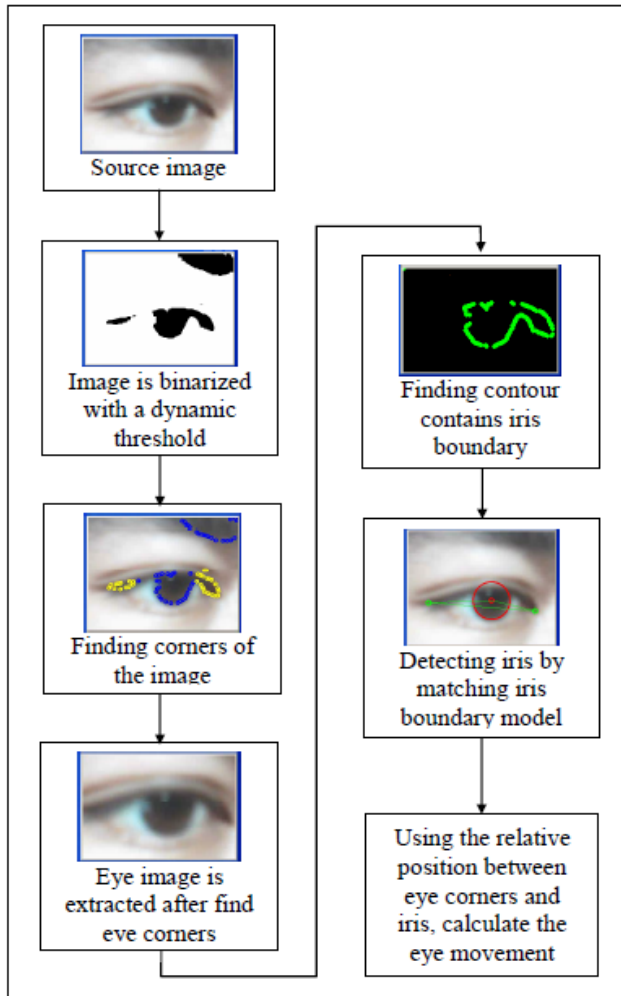 Source image
Image is binarized
with a dynamic
threshold
Finding corners of
the image
Eye image is
extracted after find
eye corners
Finding contour
contains iris
boundary
Detecting iris by
matching iris
boundary model
Using the relative
position between
eye corners and
iris, calculate the
eye movement